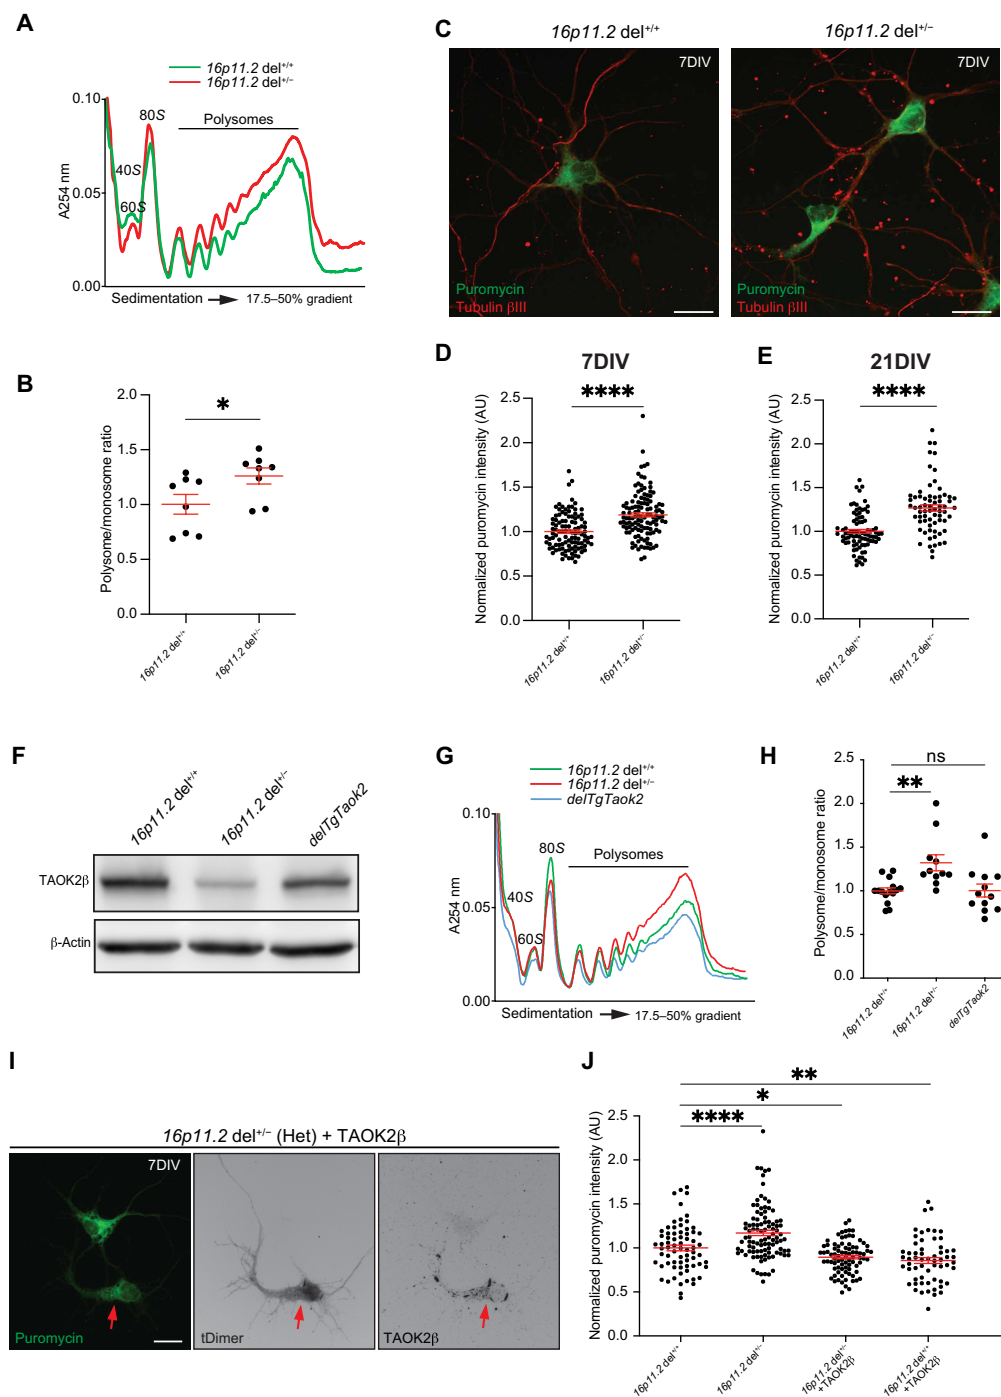 A
16p11.2 del+/+
16p11.2 del+/−
0.10
0.05
0.00
A254 nm
80S
40S
60S
Polysomes
Sedimentation → 17.5–50% gradient
B
Polysome/monosome ratio
2.0
1.5
1.0
1.5
0.0
*
16p11.2 del+/+
16p11.2 del+/−
C
16p11.2 del+/+
16p11.2 del+/−
7DIV
7DIV
Puromycin
Tubulin βIII
Puromycin
Tubulin βIII
D
7DIV
****
Normalized puromycin intensity (AU)
2.5
2.0
1.5
1.0
0.5
0.0
16p11.2 del+/+
16p11.2 del+/−
E
21DIV
****
Normalized puromycin intensity (AU)
2.5
2.0
1.5
1.0
0.5
0.0
16p11.2 del+/+
16p11.2 del+/−
F
16p11.2 del+/+
16p11.2 del+/−
delTgTaok2
TAOK2β
β-Actin
G
16p11.2 del+/+
16p11.2 del+/−
delTgTaok2
0.10
0.05
0.00
A254 nm
80S
40S
60S
Polysomes
Sedimentation → 17.5–50% gradient
H
ns
**
Polysome/monosome ratio
2.5
2.0
1.5
1.0
0.5
0.0
16p11.2 del+/+
16p11.2 del+/−
delTgTaok2
I
16p11.2 del+/− (Het) + TAOK2β
7DIV
Puromycin
tDimer
TAOK2β
J
**
*
****
Normalized puromycin intensity (AU)
2.5
2.0
1.5
1.0
0.5
0.0
16p11.2 del+/+
16p11.2 del+/−
16p11.2 del+/−
+TAOK2β
16p11.2 del+/+
+TAOK2β